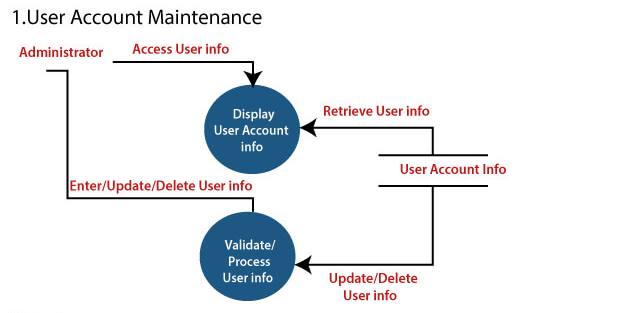 1.User Account Maintenance
Administrator
Access User info
Display
User Account
info
Retrieve User info
User Account Info
Enter/Update/Delete User info
Validate/
Process
User info
Update/Delete
User info